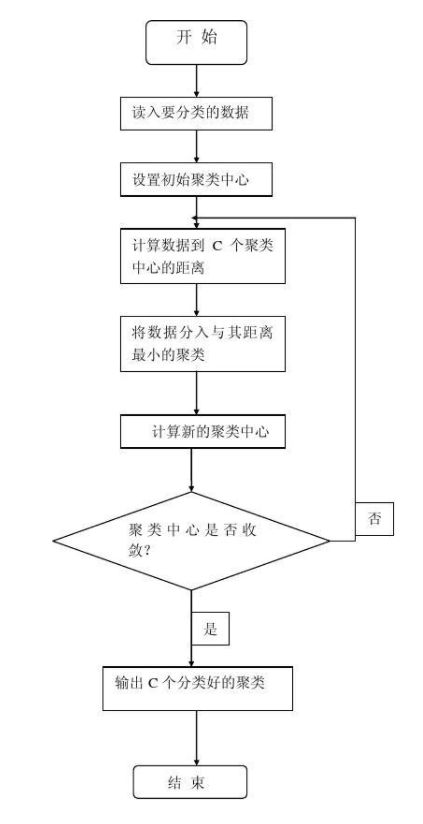 开 始
读入要分类的数据
设置初始聚类中心
计算数据到 C 个聚类
中心的距离
将数据分入与其距离
最小的聚类
计算新的聚类中心
聚类中心是否收
敛？
否
是
输出 C 个分类好的聚类
结 束